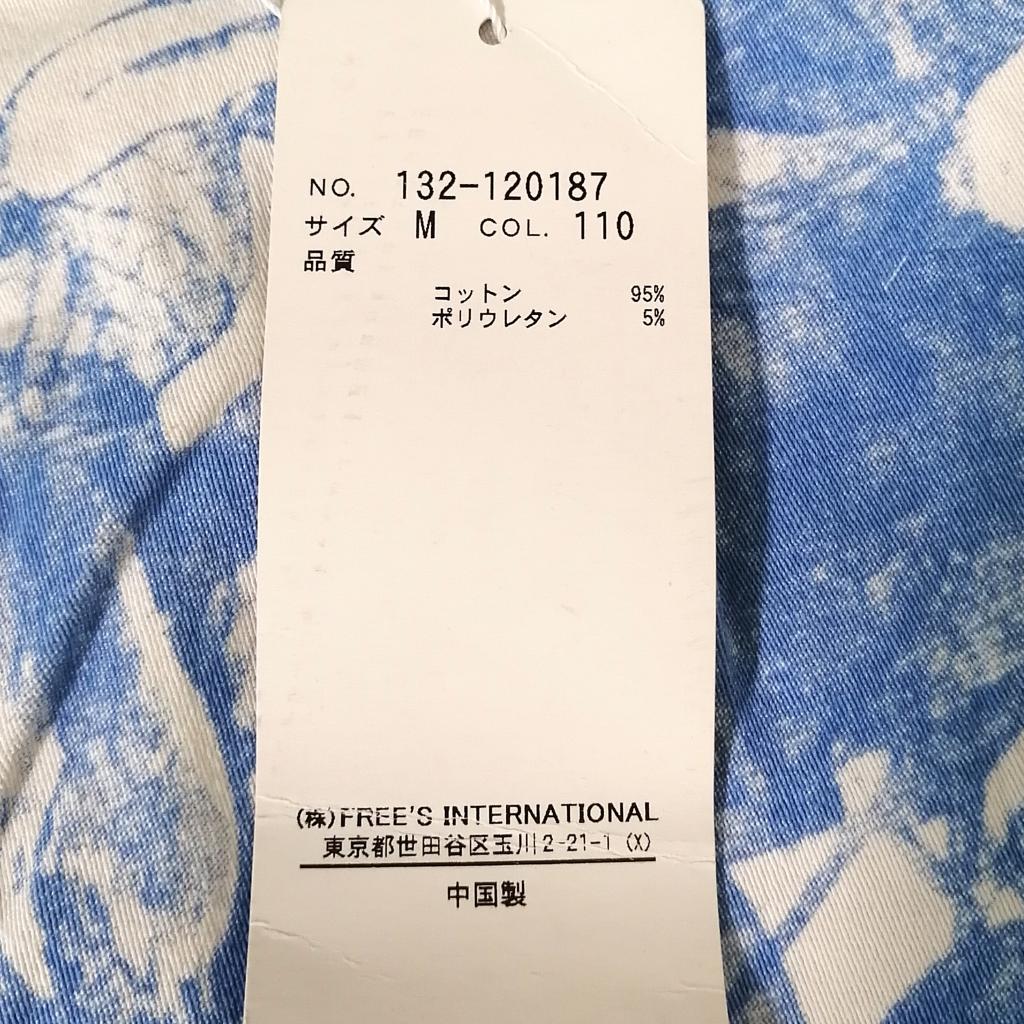 NO. 132-120187
サイズ M COL. 110
品質
コットン 95%
ポリウレタン 5%
(株)FREE'S INTERNATIONAL
東京都世田谷区玉川2-21-1 (X)
中国製